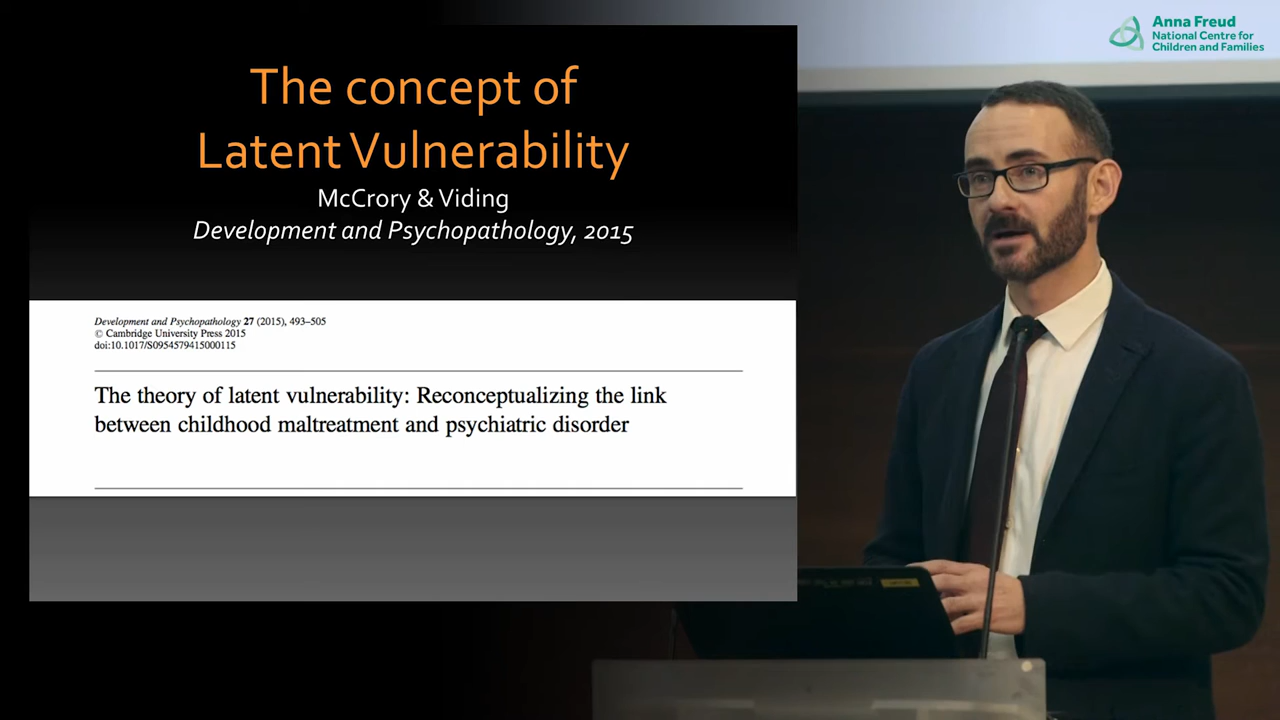 The concept of
Latent Vulnerability
McCrory & Viding
Development and Psychopathology, 2015
Development and Psychopathology 27 (2015), 493–505
© Cambridge University Press 2015
doi:10.1017/S0954579415000115
The theory of latent vulnerability: Reconceptualizing the link
between childhood maltreatment and psychiatric disorder
Anna Freud
National Centre for
Children and Families